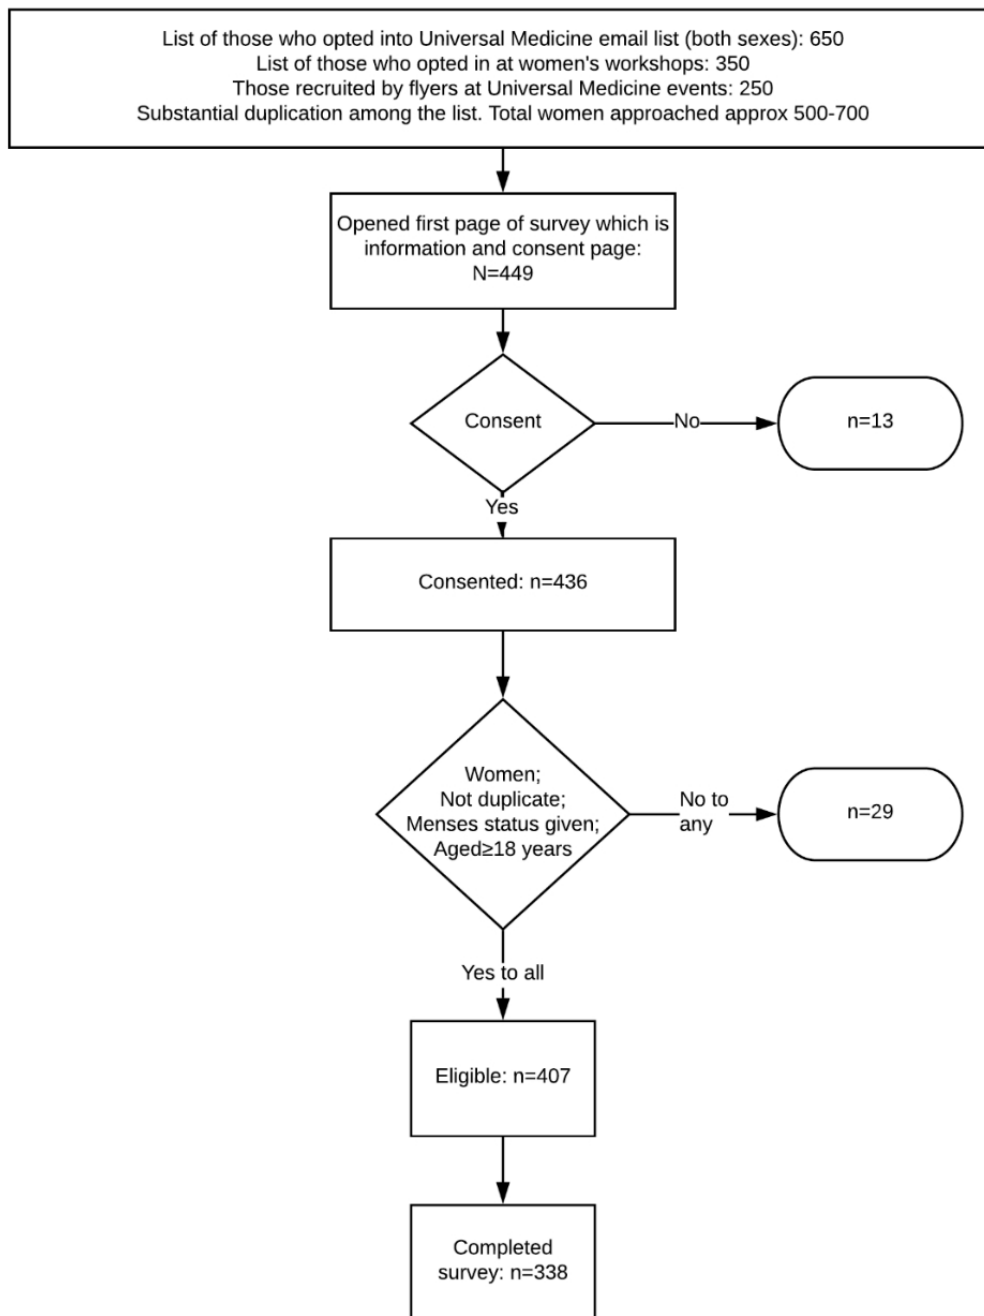 List of those who opted into Universal Medicine email list (both sexes): 650
List of those who opted in at women's workshops: 350
Those recruited by flyers at Universal Medicine events: 250
Substantial duplication among the list. Total women approached approx 500-700
Opened first page of survey which is
information and consent page:
N=449
Consent
No
n=13
Yes
Consented: n=436
Women;
Not duplicate;
Menses status given;
Aged≥18 years
No to
any
n=29
Yes to all
Eligible: n=407
Completed
survey: n=338